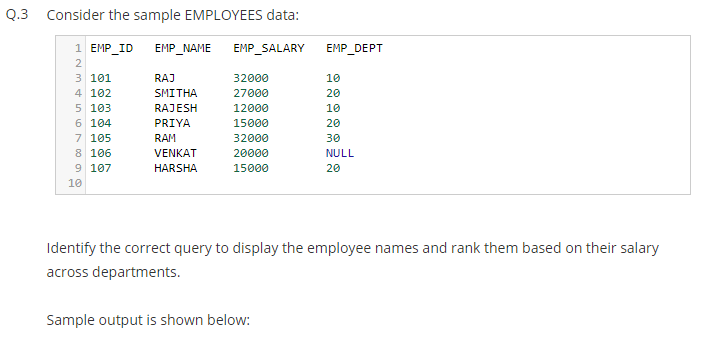 Q.3 Consider the sample EMPLOYEES data:
1 EMP_ID EMP_NAME EMP_SALARY EMP_DEPT
2
3 101 RAJ 32000 10
4 102 SMITHA 27000 20
5 103 RAJESH 12000 10
6 104 PRIYA 15000 20
7 105 RAM 32000 30
8 106 VENKAT 20000 NULL
9 107 HARSHA 15000 20
10
Identify the correct query to display the employee names and rank them based on their salary
across departments.
Sample output is shown below: